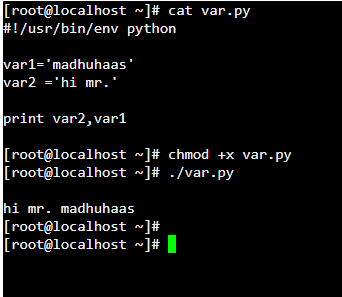 [root@localhost ~]# cat var.py
#!/usr/bin/env python
var1='madhuhaas'
var2 ='hi mr.'
print var2,var1
[root@localhost ~]# chmod +x var.py
[root@localhost ~]# ./var.py
hi mr. madhuhaas
[root@localhost ~]#
[root@localhost ~]#